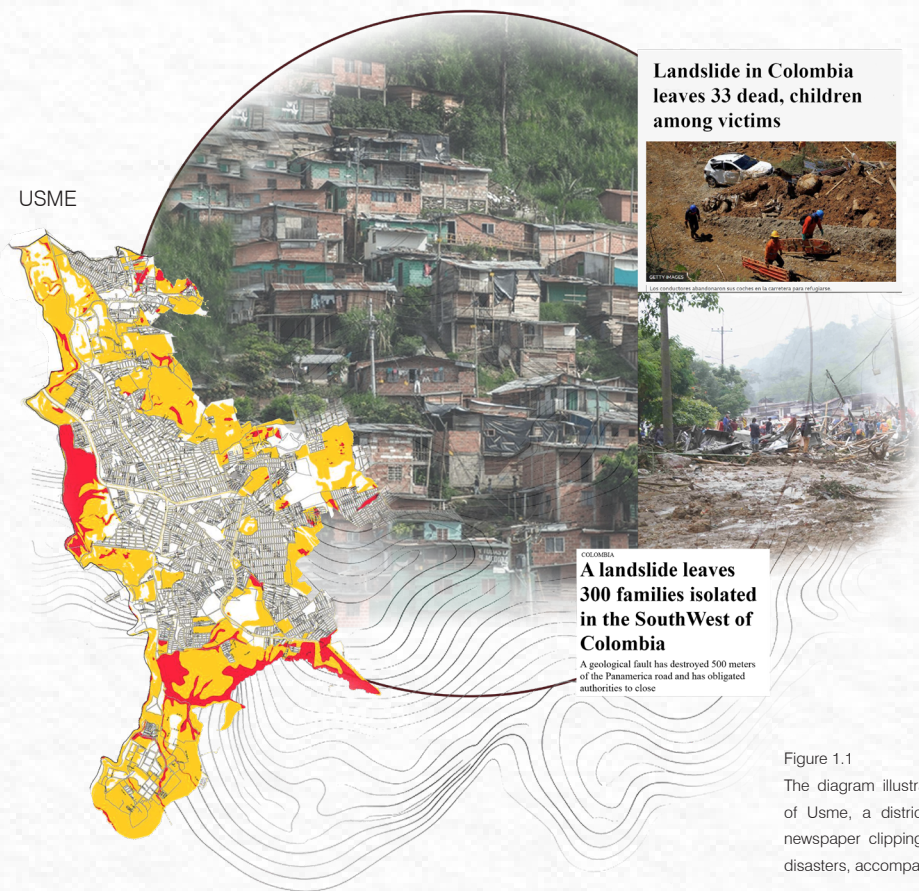 USME
Landslide in Colombia
leaves 33 dead, children
among victims
GETTY IMAGES
Los conductores abandonaron sus coches en la carretera para refugiarse.
COLOMBIA
A landslide leaves
300 families isolated
in the SouthWest of
Colombia
A geological fault has destroyed 500 meters
of the Panamerica road and has obligated
authorities to close
Figure 1.1
The diagram illustr
of Usme, a distric
newspaper clipping
disasters, accompa